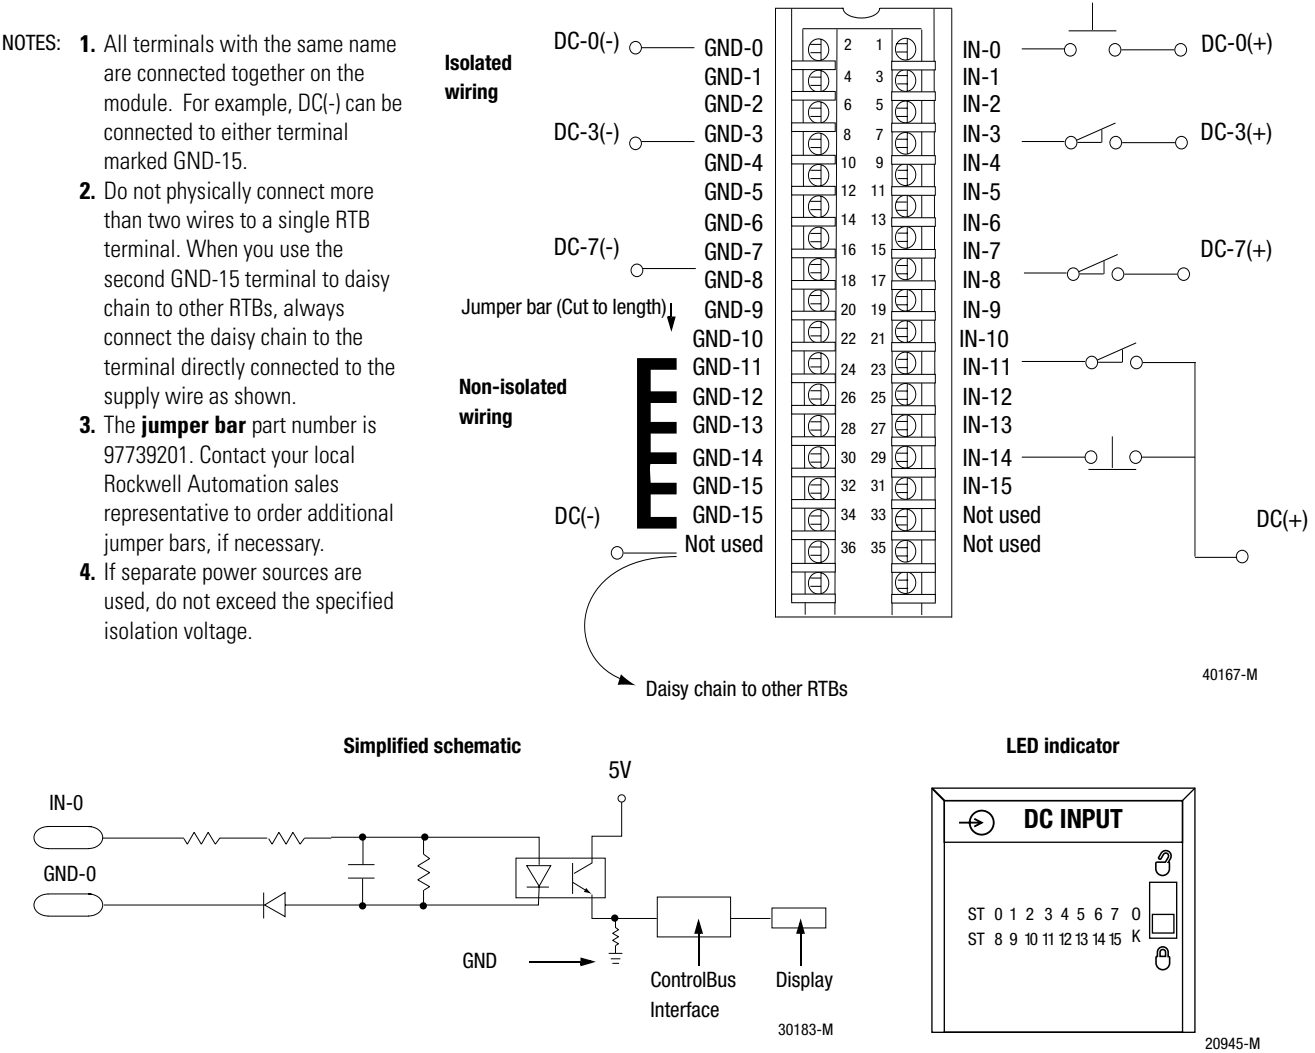 NOTES: 1. All terminals with the same name
are connected together on the
module. For example, DC(-) can be
connected to either terminal
marked GND-15.
2. Do not physically connect more
than two wires to a single RTB
terminal. When you use the
second GND-15 terminal to daisy
chain to other RTBs, always
connect the daisy chain to the
terminal directly connected to the
supply wire as shown.
3. The jumper bar part number is
97739201. Contact your local
Rockwell Automation sales
representative to order additional
jumper bars, if necessary.
4. If separate power sources are
used, do not exceed the specified
isolation voltage.
Isolated
wiring
DC-0(-) GND-0 2 1 IN-0 DC-0(+)
GND-1 4 3 IN-1
GND-2 6 5 IN-2
DC-3(-) GND-3 8 7 IN-3 DC-3(+)
GND-4 10 9 IN-4
GND-5 12 11 IN-5
GND-6 14 13 IN-6
DC-7(-) GND-7 16 15 IN-7 DC-7(+)
GND-8 18 17 IN-8
Jumper bar (Cut to length) GND-9 20 19 IN-9
GND-10 22 21 IN-10
GND-11 24 23 IN-11
Non-isolated
wiring
GND-12 26 25 IN-12
GND-13 28 27 IN-13
GND-14 30 29 IN-14
GND-15 32 31 IN-15
DC(-) GND-15 34 33 Not used DC(+)
Not used 36 35 Not used
Daisy chain to other RTBs
40167-M
Simplified schematic
5V
IN-0
GND-0
GND
ControlBus
Interface
Display
30183-M
LED indicator
DC INPUT
ST 0 1 2 3 4 5 6 7 O
ST 8 9 10 11 12 13 14 15 K
20945-M